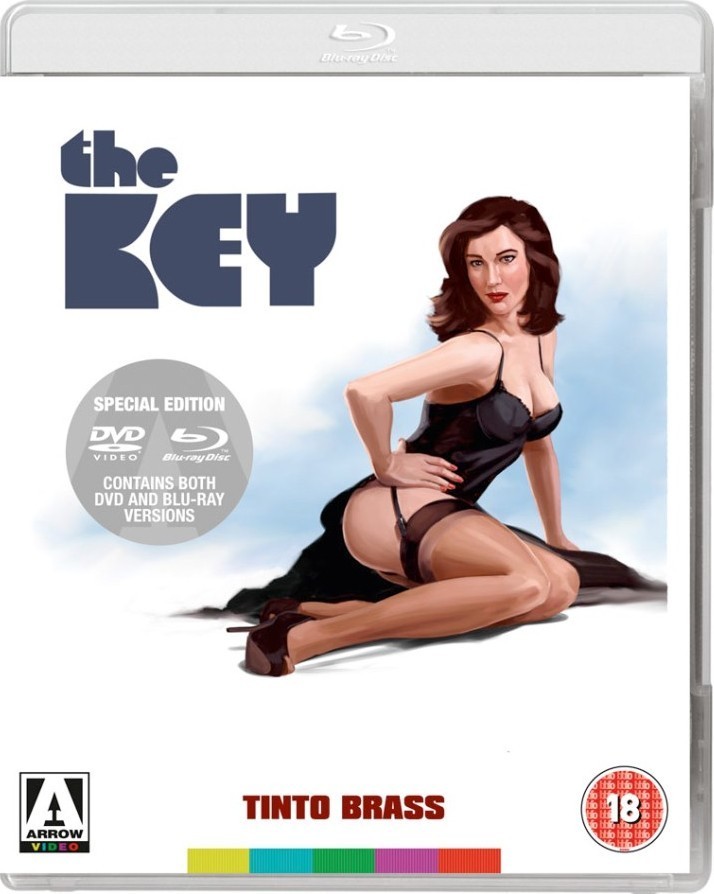 Blu-ray Disc
the
KEY
SPECIAL EDITION
DVD
VIDEO
Blu-ray Disc
CONTAINS BOTH
DVD AND BLU-RAY
VERSIONS
A
ARROW
VIDEO
TINTO BRASS
18